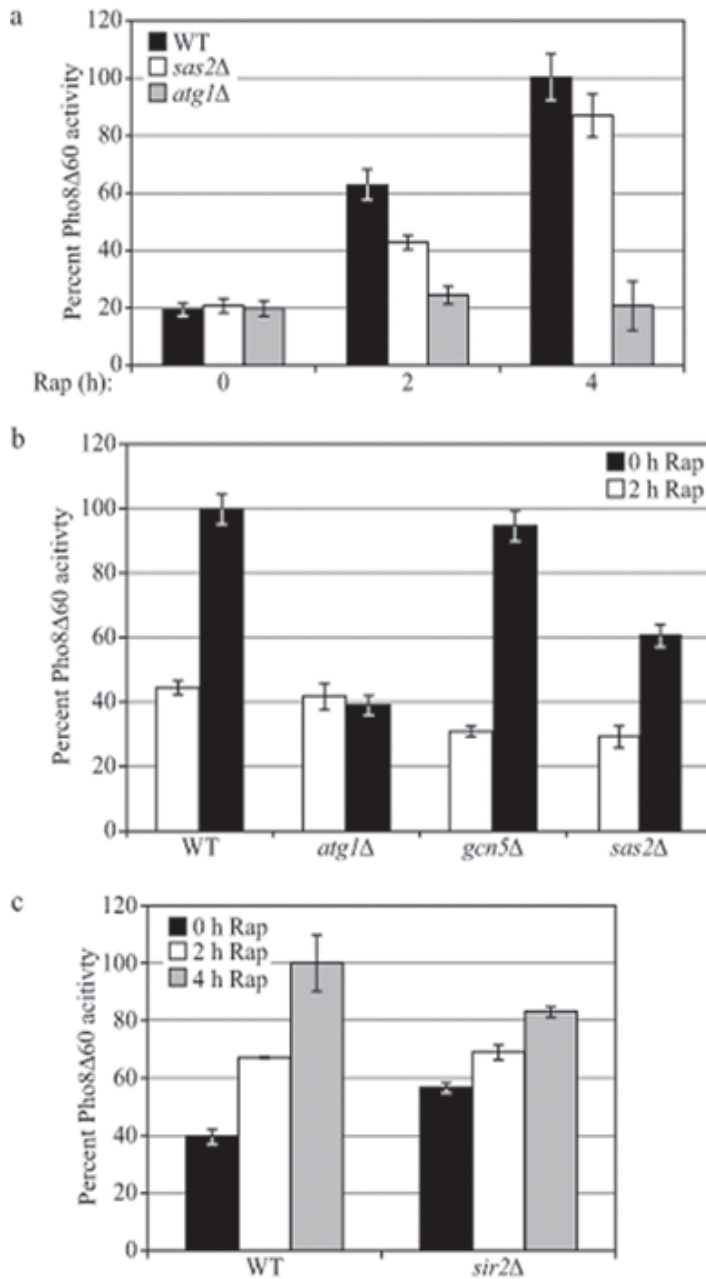 a
WT
sas2Δ
atg1Δ
Percent Pho8Δ60 activity
120
100
80
60
40
20
0
Rap (h): 0 2 4
b
0 h Rap
2 h Rap
Percent Pho8Δ60 acitivty
120
100
80
60
40
20
0
WT atg1Δ gcn5Δ sas2Δ
c
0 h Rap
2 h Rap
4 h Rap
Percent Pho8Δ60 acitivty
120
100
80
60
40
20
0
WT sir2Δ